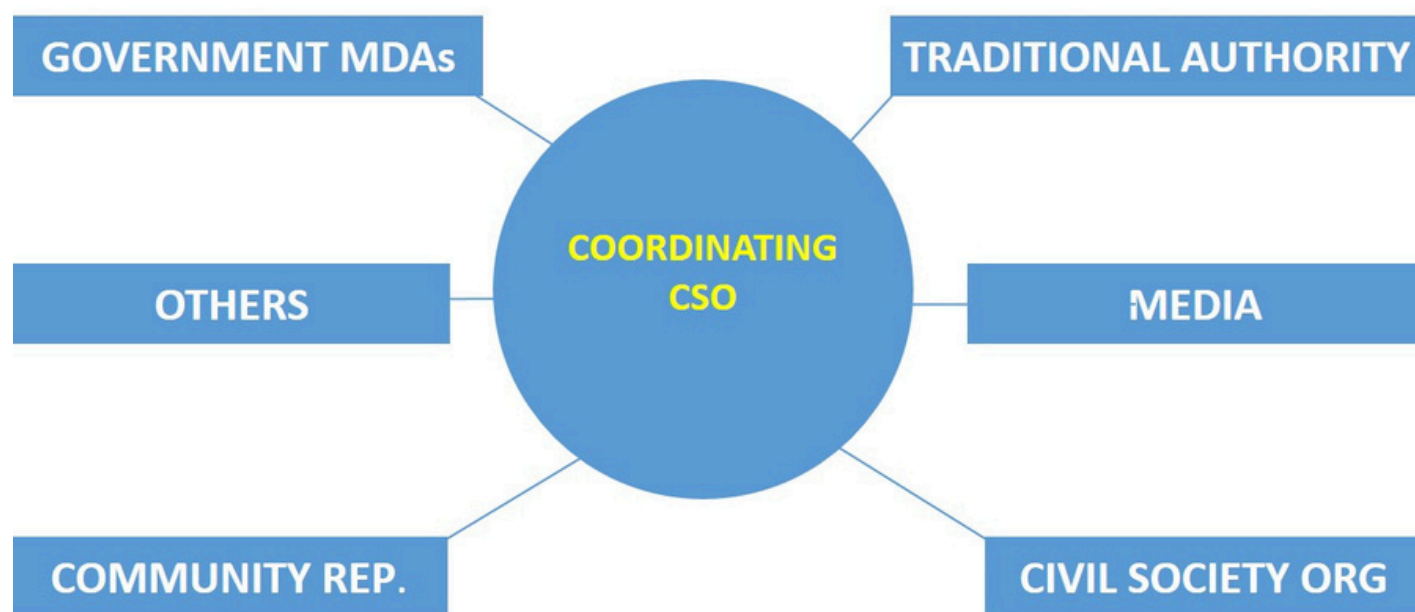 GOVERNMENT MDAs
TRADITIONAL AUTHORITY
COORDINATING
CSO
OTHERS
MEDIA
COMMUNITY REP.
CIVIL SOCIETY ORG